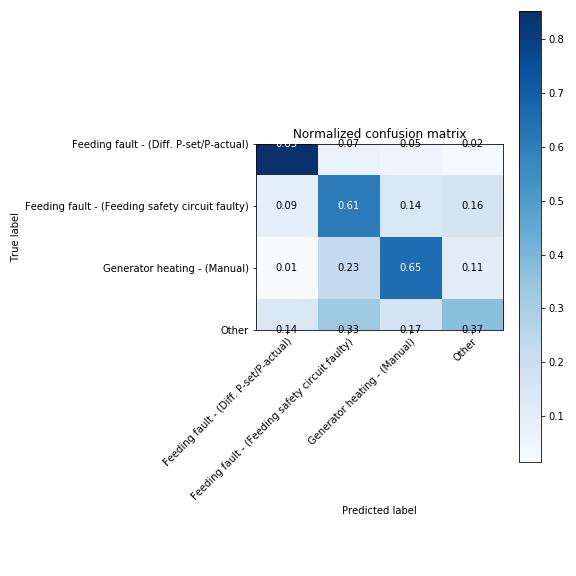 Normalized confusion matrix
Feeding fault - (Diff. P-set/P-actual)
0.07 0.05 0.02
Feeding fault - (Feeding safety circuit faulty)
0.09 0.61 0.14 0.16
Generator heating - (Manual)
0.01 0.23 0.65 0.11
Other
0.14 0.33 0.17 0.37
True label
Feeding fault - (Diff. P-set/P-actual)
Feeding fault - (Feeding safety circuit faulty)
Generator heating - (Manual)
Other
Predicted label
0.8
0.7
0.6
0.5
0.4
0.3
0.2
0.1